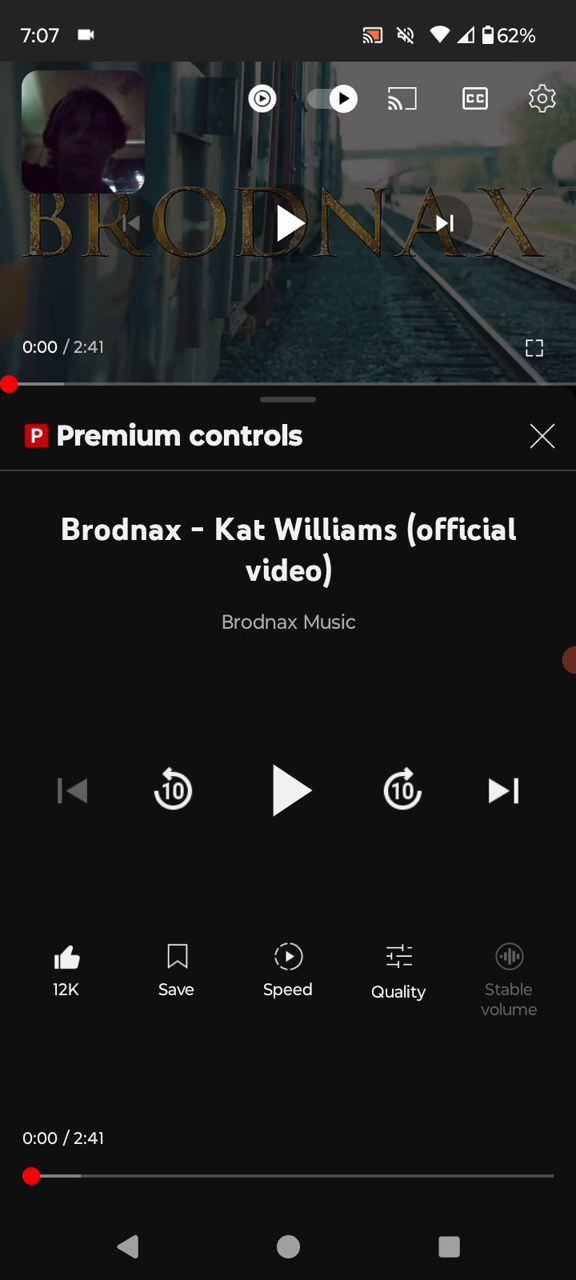 7:07
62%
CC
BRODNAX
0:00 / 2:41
P Premium controls
Brodnax - Kat Williams (official
video)
Brodnax Music
10
10
12K
Save
Speed
Quality
Stable
volume
0:00 / 2:41